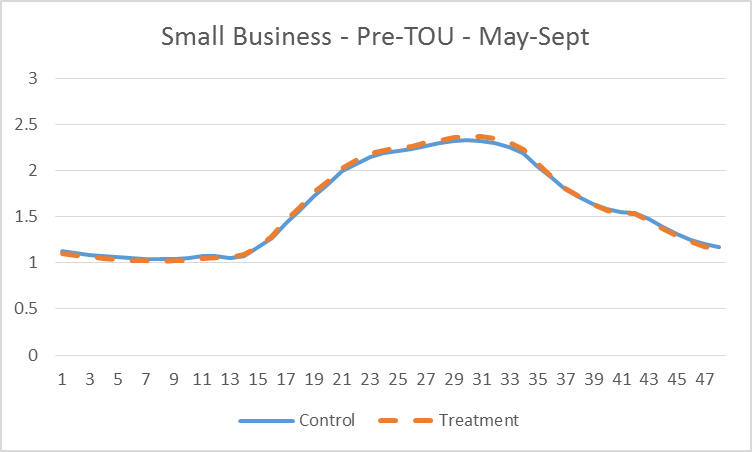 Small Business - Pre-TOU - May-Sept
3
2.5
2
1.5
1
0.5
0
1 3 5 7 9 11 13 15 17 19 21 23 25 27 29 31 33 35 37 39 41 43 45 47
Control Treatment